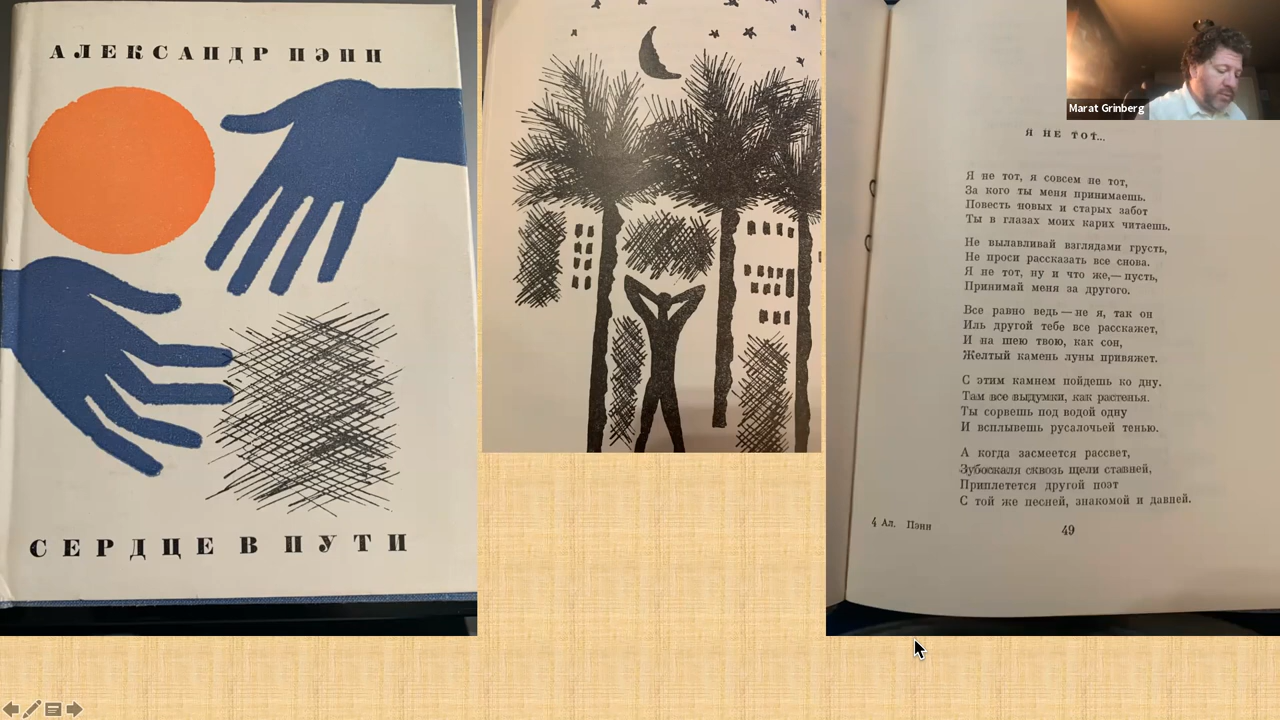 АЛЕКСАНДР ПЭНН
СЕРДЦЕ В ПУТИ
Marat Grinberg
Я НЕ ТОТ...
Я не тот, я совсем не тот,
За кого ты меня принимаешь.
Повесть новых и старых забот
Ты в глазах моих карих читаешь.
Не вылавливай взглядами грусть,
Не проси рассказать все снова.
Я не тот, ну и что же,— пусть,
Принимай меня за другого.
Все равно ведь — не я, так он
Иль другой тебе все расскажет,
И на шею твою, как сон,
Желтый камень луны привяжет.
С этим камнем пойдешь ко дну.
Там все выдумки, как растенья.
Ты сорвешь под водой одну
И всплывешь русалочьей тенью.
А когда засмеется рассвет,
Зубоскаля сквозь щели ставней,
Приплетется другой поэт
С той же песней, знакомой и давней.
4 Ал. Пэнн
49